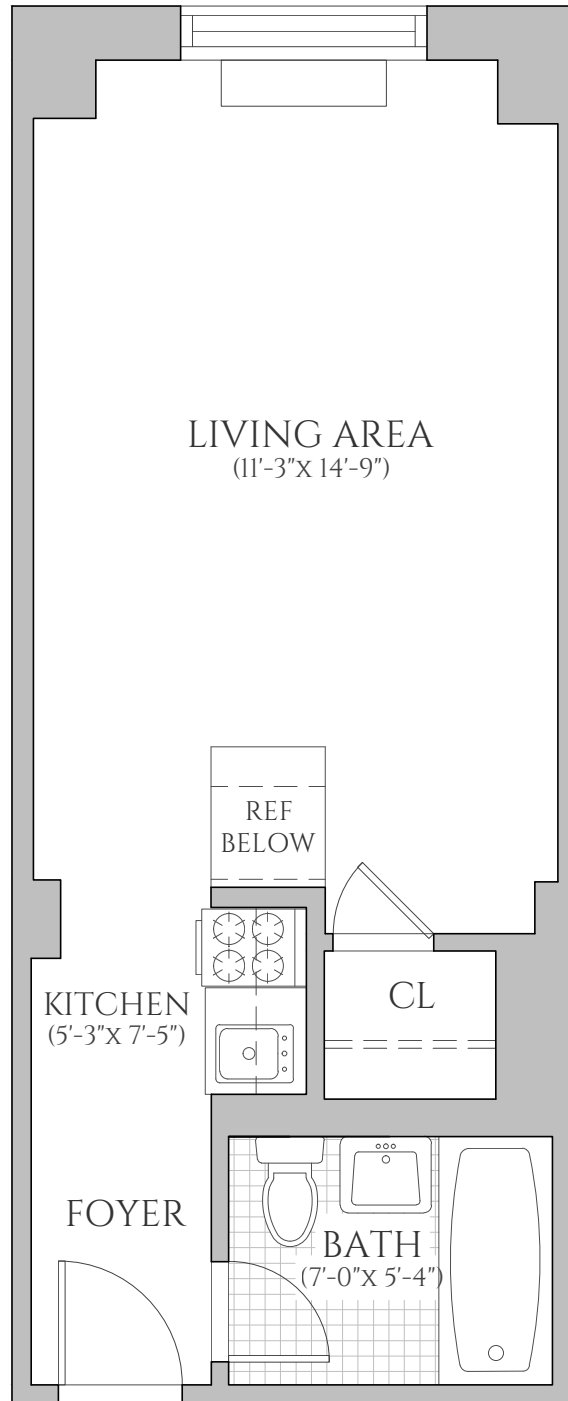 LIVING AREA
(11'-3"X 14'-9")
REF
BELOW
KITCHEN
(5'-3"X 7'-5")
CL
FOYER
BATH
(7'-0"X 5'-4")